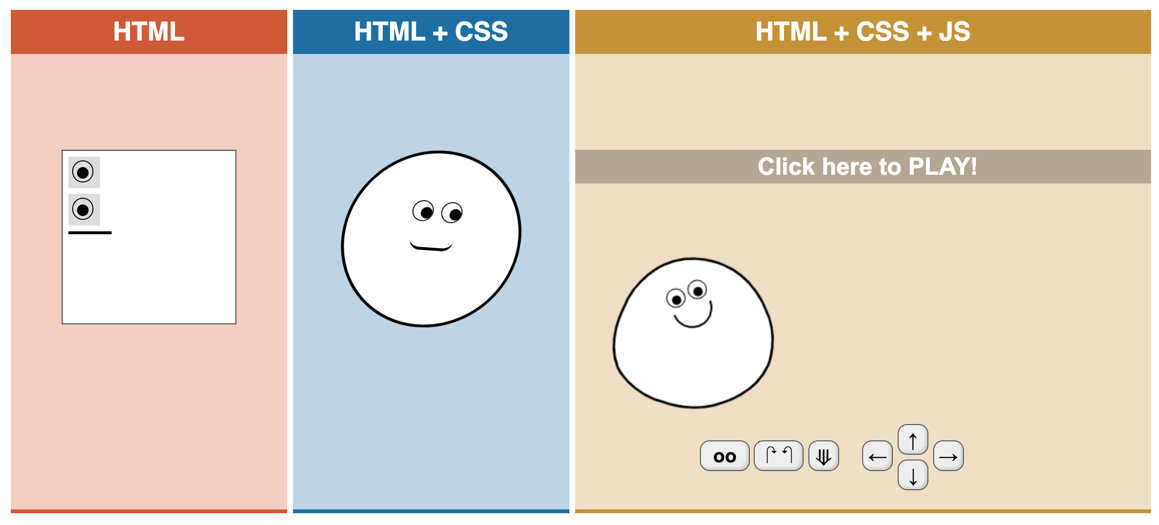 HTML
HTML + CSS
HTML + CSS + JS
Click here to PLAY!
oo
← ↑ ↓ →